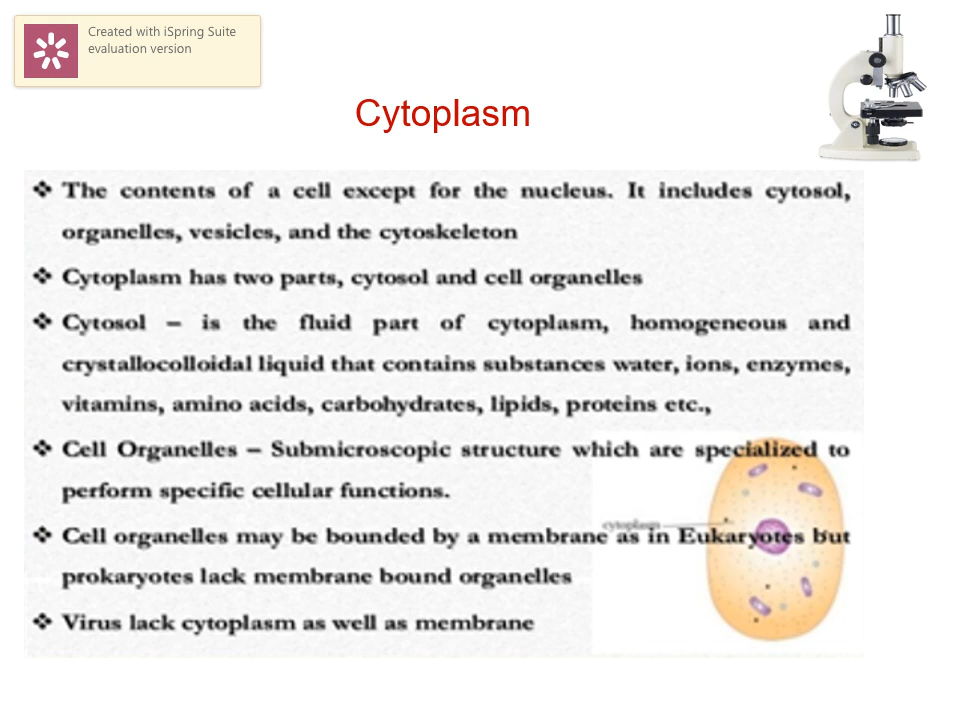 Created with iSpring Suite
evaluation version
Cytoplasm
❖ The contents of a cell except for the nucleus. It includes cytosol,
organelles, vesicles, and the cytoskeleton
❖ Cytoplasm has two parts, cytosol and cell organelles
❖ Cytosol – is the fluid part of cytoplasm, homogeneous and
crystallocolloidal liquid that contains substances water, ions, enzymes,
vitamins, amino acids, carbohydrates, lipids, proteins etc.,
❖ Cell Organelles – Submicroscopic structure which are specialized to
perform specific cellular functions.
cytoplasm
❖ Cell organelles may be bounded by a membrane as in Eukaryotes but
prokaryotes lack membrane bound organelles
❖ Virus lack cytoplasm as well as membrane